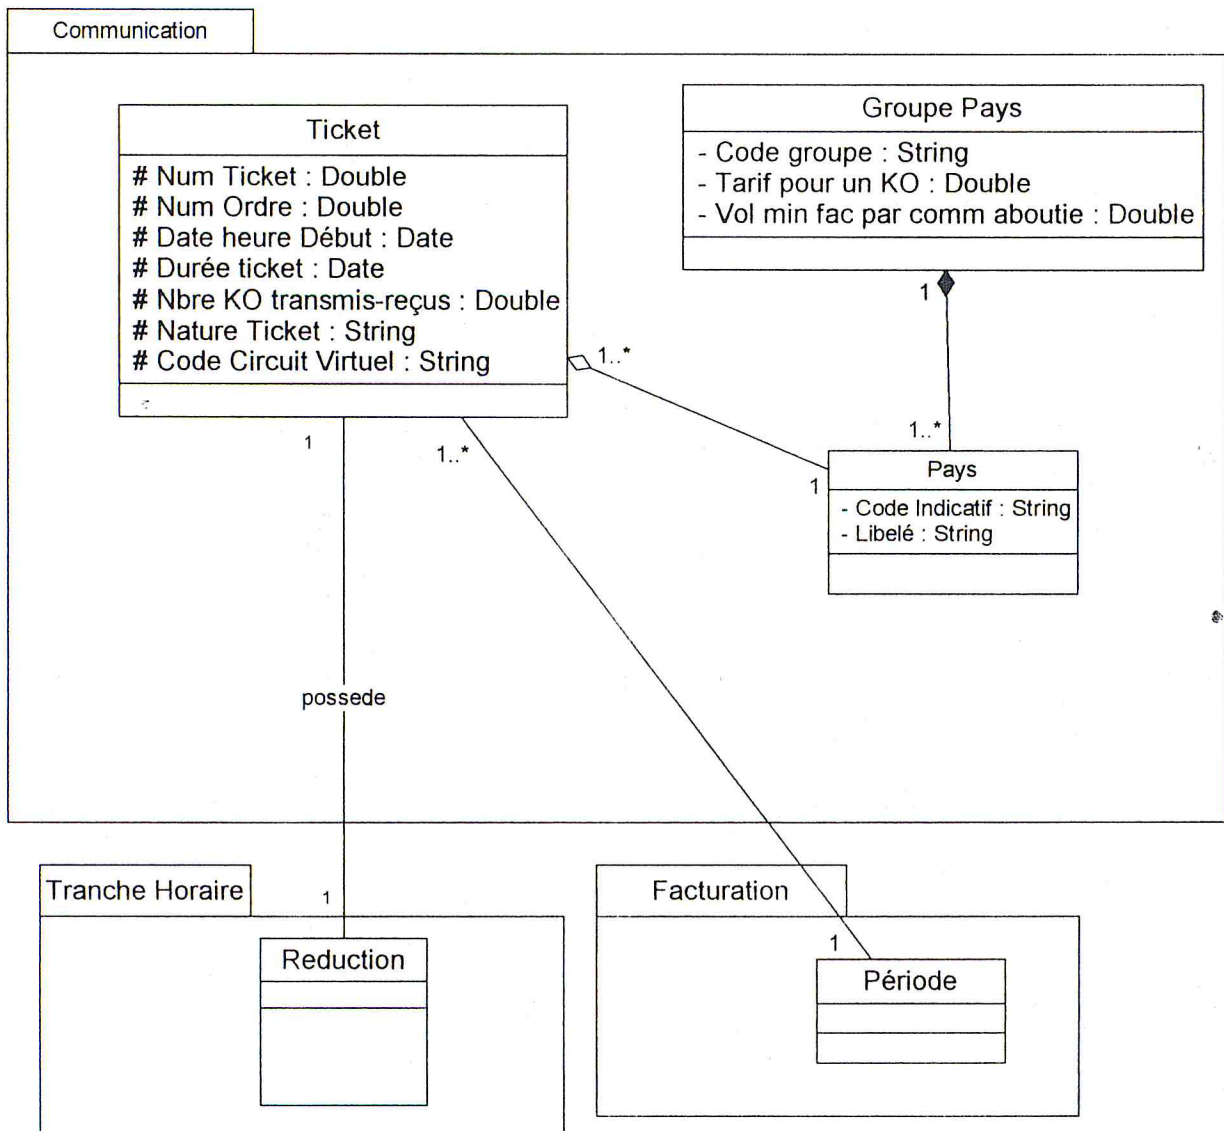 Communication
Ticket
# Num Ticket : Double
# Num Ordre : Double
# Date heure Début : Date
# Durée ticket : Date
# Nbre KO transmis-reçus : Double
# Nature Ticket : String
# Code Circuit Virtuel : String
Groupe Pays
- Code groupe : String
- Tarif pour un KO : Double
- Vol min fac par comm aboutie : Double
1
1..*
1..*
1
Pays
- Code Indicatif : String
- Libelé : String
1
1..*
possede
Tranche Horaire
1
Reduction
Facturation
1
Période